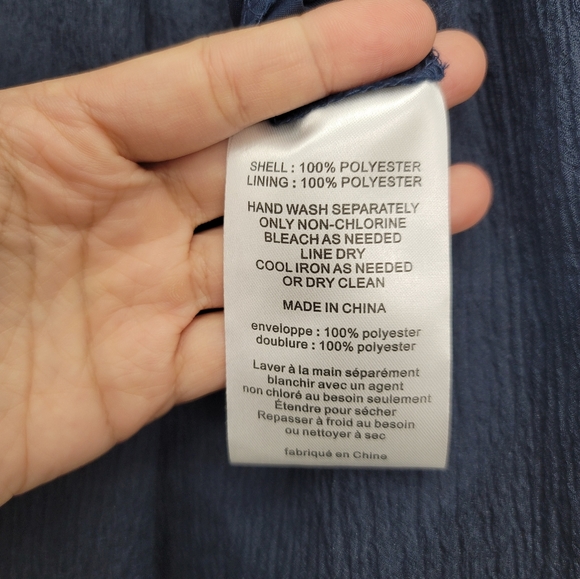 SHELL : 100% POLYESTER
LINING : 100% POLYESTER
HAND WASH SEPARATELY
ONLY NON-CHLORINE
BLEACH AS NEEDED
LINE DRY
COOL IRON AS NEEDED
OR DRY CLEAN
MADE IN CHINA
enveloppe : 100% polyester
doublure : 100% polyester
Laver à la main séparément
blanchir avec un agent
non chloré au besoin seulement
Étendre pour sécher
Repasser à froid au besoin
ou nettoyer à sec
fabriqué en Chine